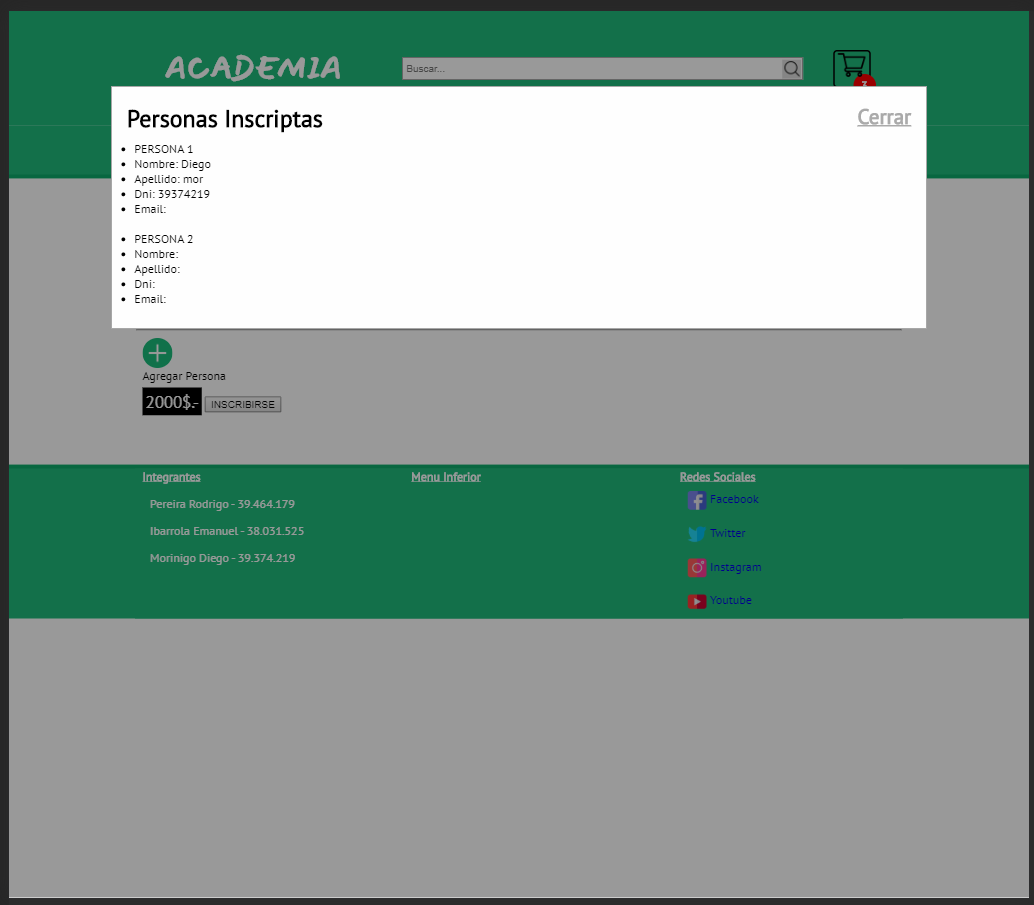 ACADEMIA
Buscar...
Personas Inscriptas
Cerrar
PERSONA 1
Nombre: Diego
Apellido: mor
Dni: 39374219
Email:
PERSONA 2
Nombre:
Apellido:
Dni:
Email:
Agregar Persona
2000$.- INSCRIBIRSE
Integrantes
Pereira Rodrigo - 39.464.179
Ibarrola Emanuel - 38.031.525
Morinigo Diego - 39.374.219
Menu Inferior
Redes Sociales
Facebook
Twitter
Instagram
Youtube